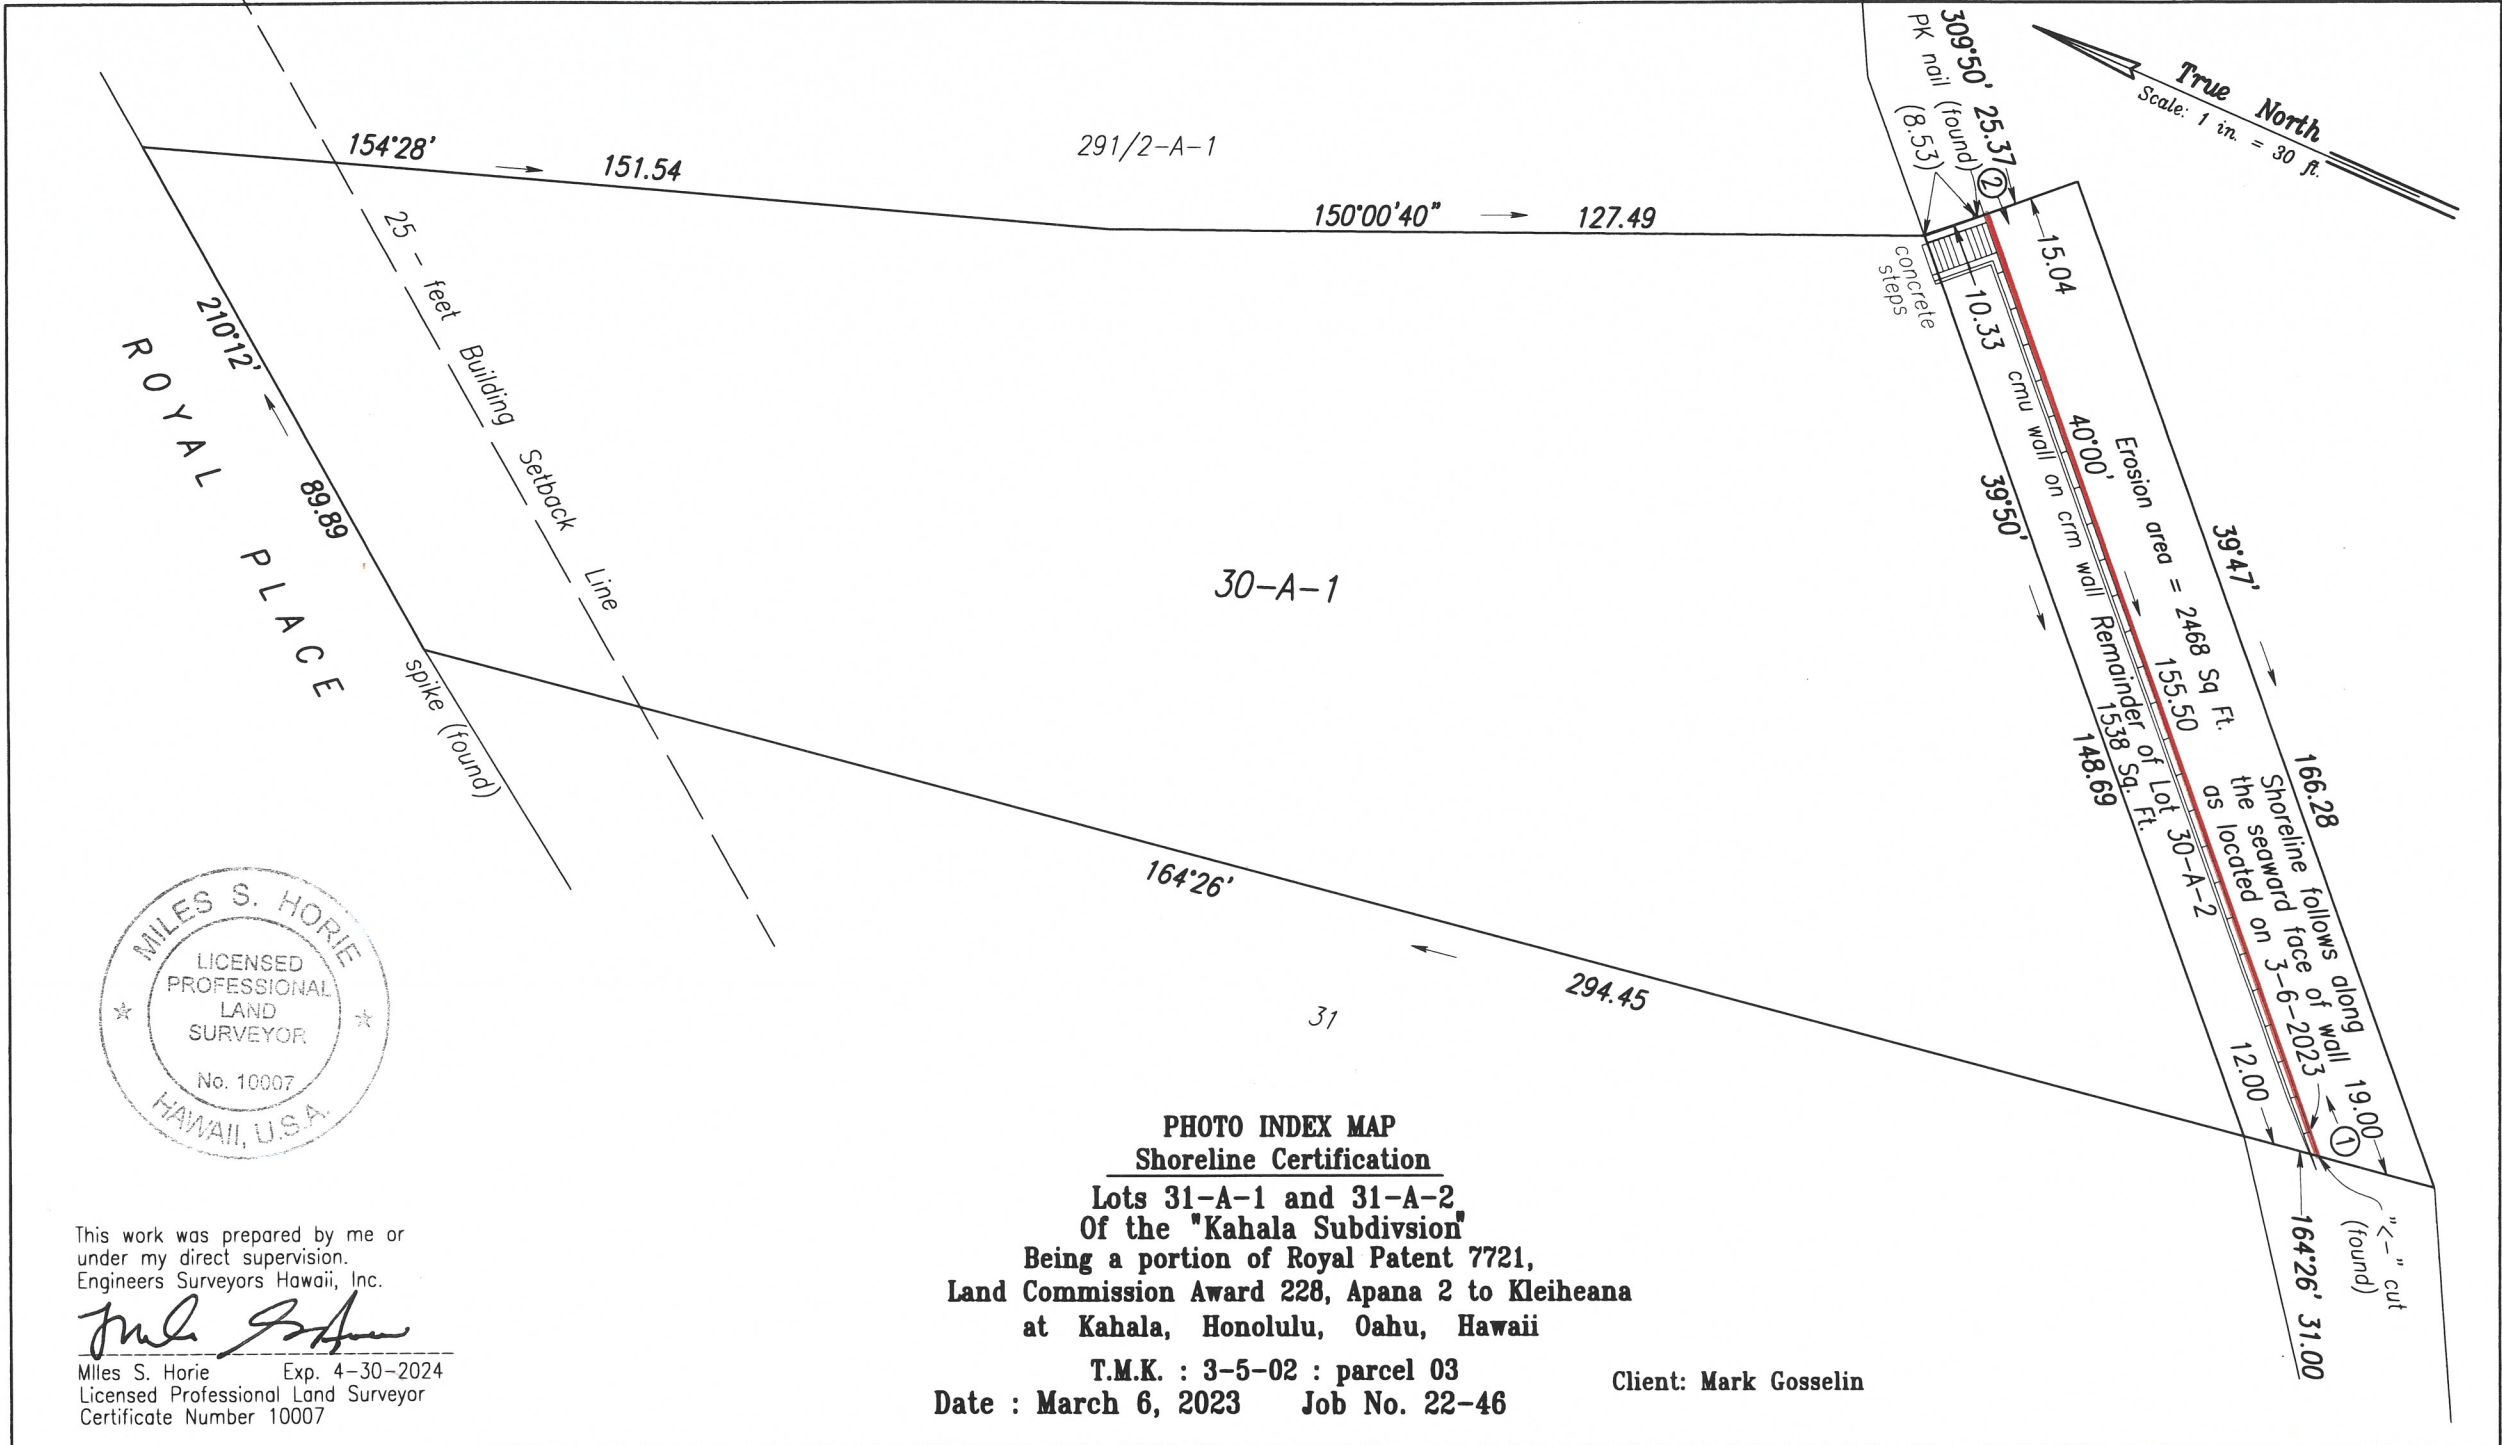 309°50' 25.37
PK nail (found)
(8.53)
2
True North
Scale: 1 in. = 30 ft.
154°28' 151.54
291/2-A-1
150°00'40" 127.49
15.04
10.33
concrete
steps
25 - feet Building Setback Line
210°12' 89.89
ROYAL PLACE
spike (found)
30-A-1
39°47' 166.28
Erosion area = 2468 Sq Ft.
40°00' 155.50
cmu wall on crm wall
Remainder of Lot 30-A-2
1538 Sq. Ft.
39°50' 148.69
Shoreline follows along
the seaward face of wall
as located on 3-6-2023
19.00
1
12.00
164°26' 294.45
31
164°26' 31.00
"<-" cut
(found)
MILES S. HORIE
LICENSED
PROFESSIONAL
LAND
SURVEYOR
No. 10007
HAWAII, U.S.A.
This work was prepared by me or
under my direct supervision.
Engineers Surveyors Hawaii, Inc.
MIles S. Horie Exp. 4-30-2024
Licensed Professional Land Surveyor
Certificate Number 10007
PHOTO INDEX MAP
Shoreline Certification
Lots 31-A-1 and 31-A-2
Of the "Kahala Subdivsion"
Being a portion of Royal Patent 7721,
Land Commission Award 228, Apana 2 to Kleiheana
at Kahala, Honolulu, Oahu, Hawaii
T.M.K. : 3-5-02 : parcel 03
Date : March 6, 2023 Job No. 22-46
Client: Mark Gosselin